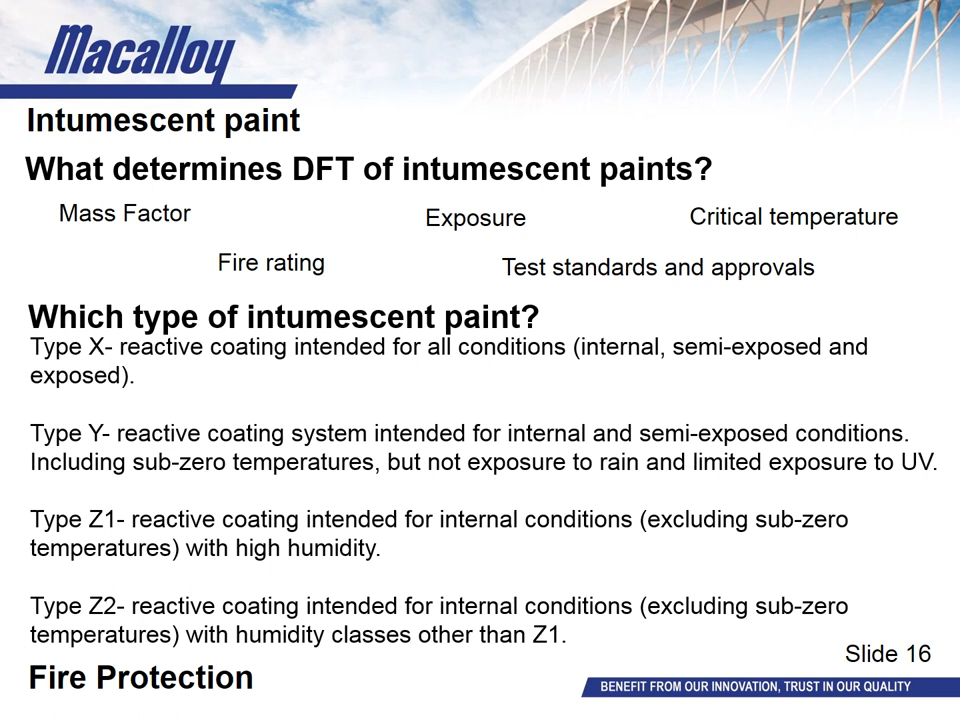 Macalloy
Intumescent paint
What determines DFT of intumescent paints?
Mass Factor
Exposure
Critical temperature
Fire rating
Test standards and approvals
Which type of intumescent paint?
Type X- reactive coating intended for all conditions (internal, semi-exposed and
exposed).
Type Y- reactive coating system intended for internal and semi-exposed conditions.
Including sub-zero temperatures, but not exposure to rain and limited exposure to UV.
Type Z1- reactive coating intended for internal conditions (excluding sub-zero
temperatures) with high humidity.
Type Z2- reactive coating intended for internal conditions (excluding sub-zero
temperatures) with humidity classes other than Z1.
Slide 16
Fire Protection
BENEFIT FROM OUR INNOVATION, TRUST IN OUR QUALITY